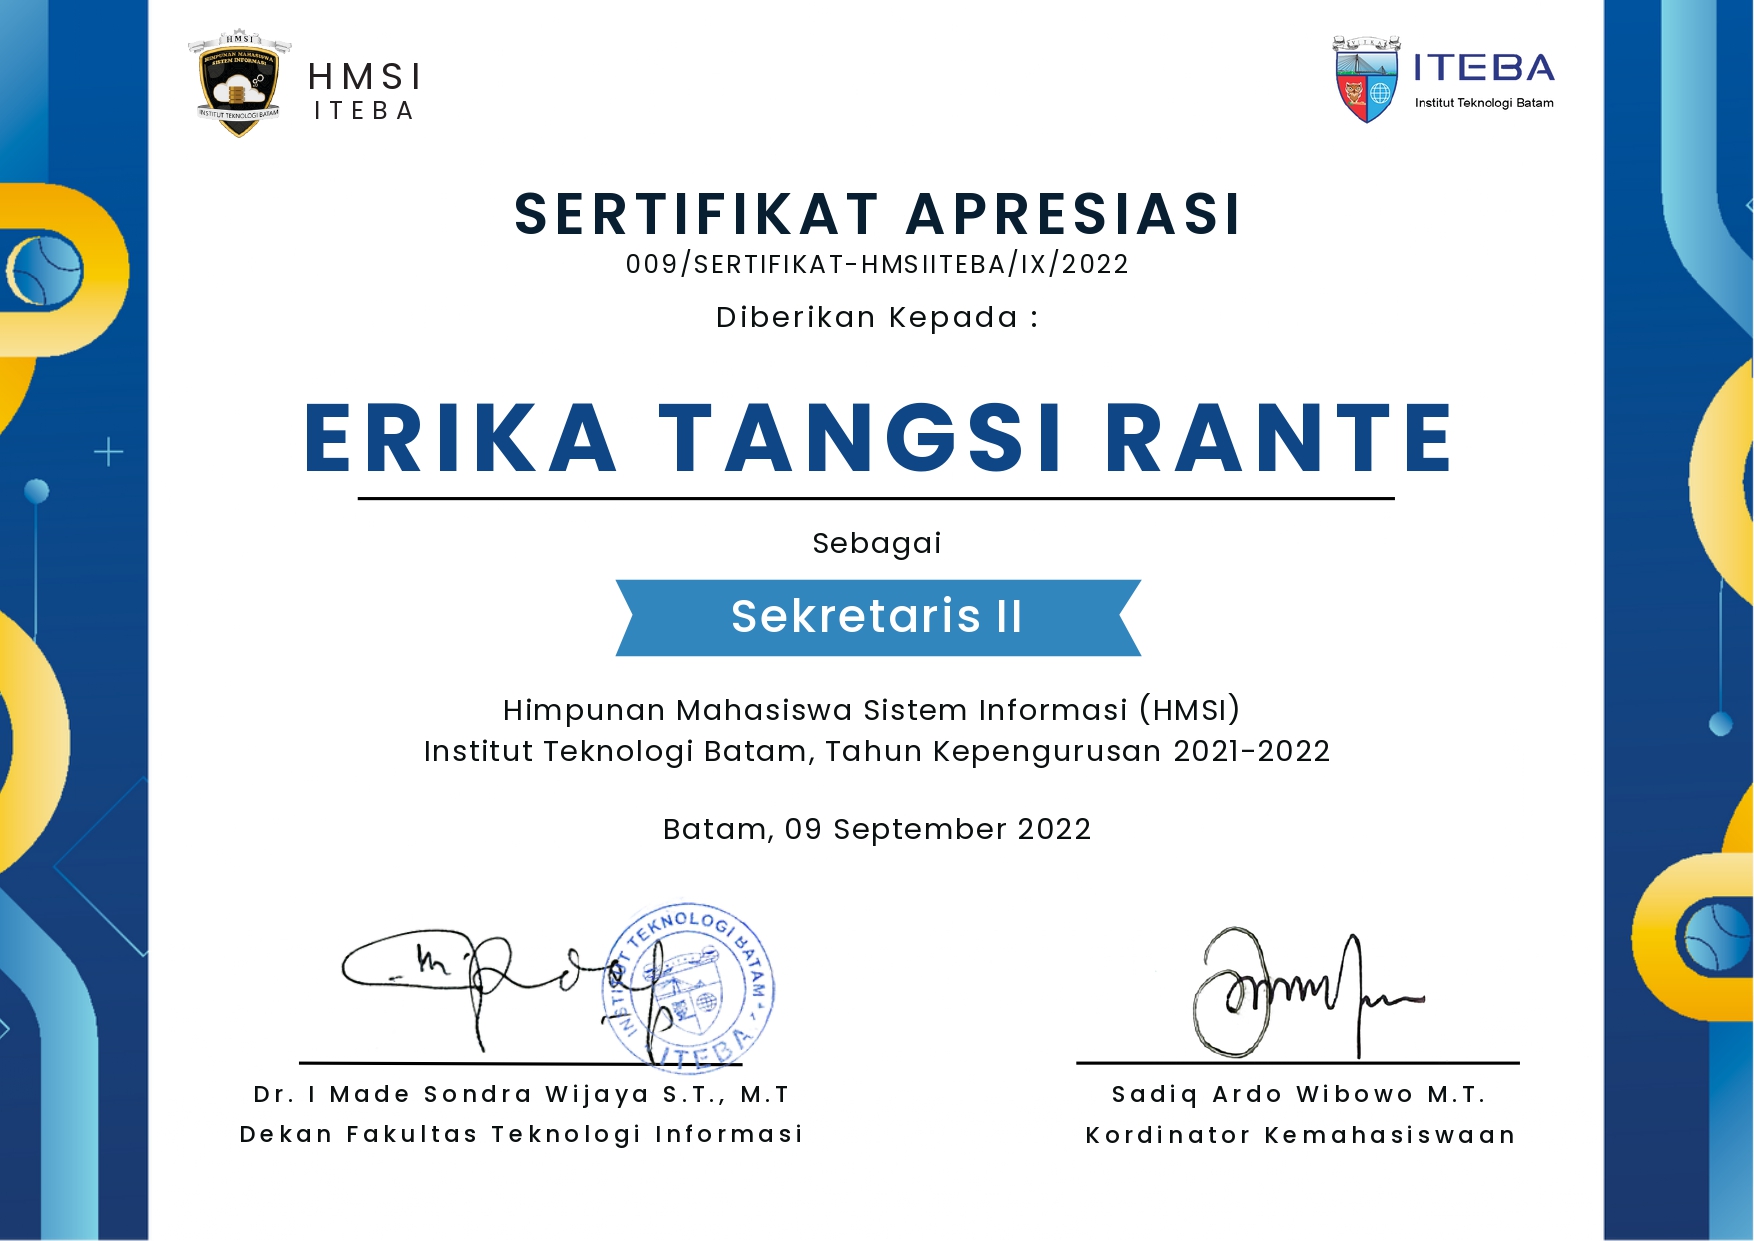 HMSI
HIMPUNAN MAHASISWA
SISTEM INFORMASI
INSTITUT TEKNOLOGI BATAM
HMSI
ITEBA
ITEBA
Institut Teknologi Batam
SERTIFIKAT APRESIASI
009/SERTIFIKAT-HMSIITEBA/IX/2022
Diberikan Kepada :
ERIKA TANGSI RANTE
Sebagai
Sekretaris II
Himpunan Mahasiswa Sistem Informasi (HMSI)
Institut Teknologi Batam, Tahun Kepengurusan 2021-2022
Batam, 09 September 2022
INSTITUT TEKNOLOGI BATAM
ITEBA
Dr. I Made Sondra Wijaya S.T., M.T
Dekan Fakultas Teknologi Informasi
Sadiq Ardo Wibowo M.T.
Kordinator Kemahasiswaan